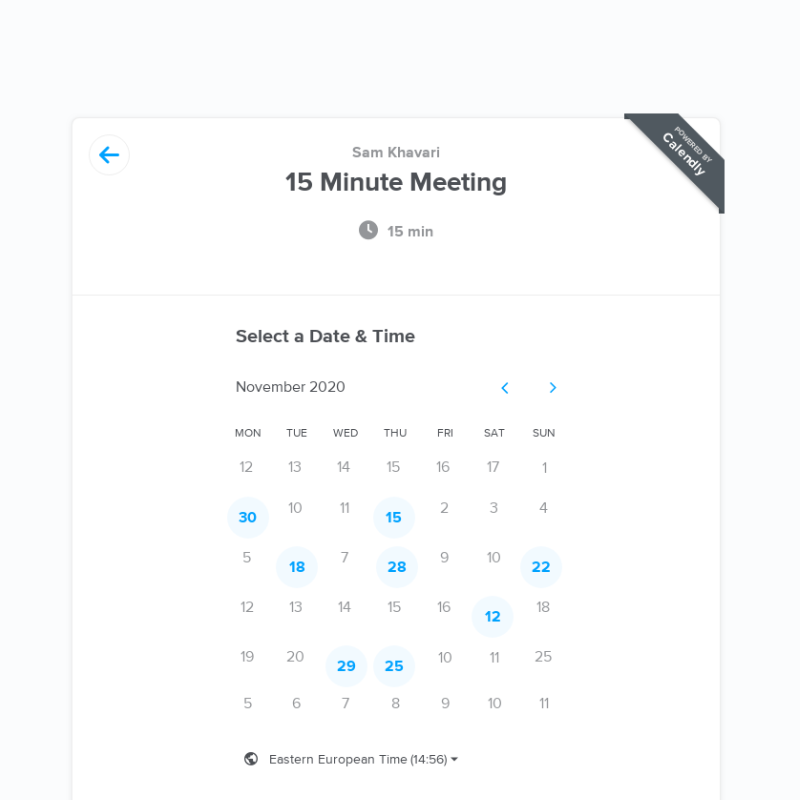 POWERED BY
Calendly
Sam Khavari
15 Minute Meeting
15 min
Select a Date & Time
November 2020
MON TUE WED THU FRI SAT SUN
12 13 14 15 16 17 1
30 10 11 15 2 3 4
5 18 7 28 9 10 22
12 13 14 15 16 12 18
19 20 29 25 10 11 25
5 6 7 8 9 10 11
Eastern European Time (14:56)